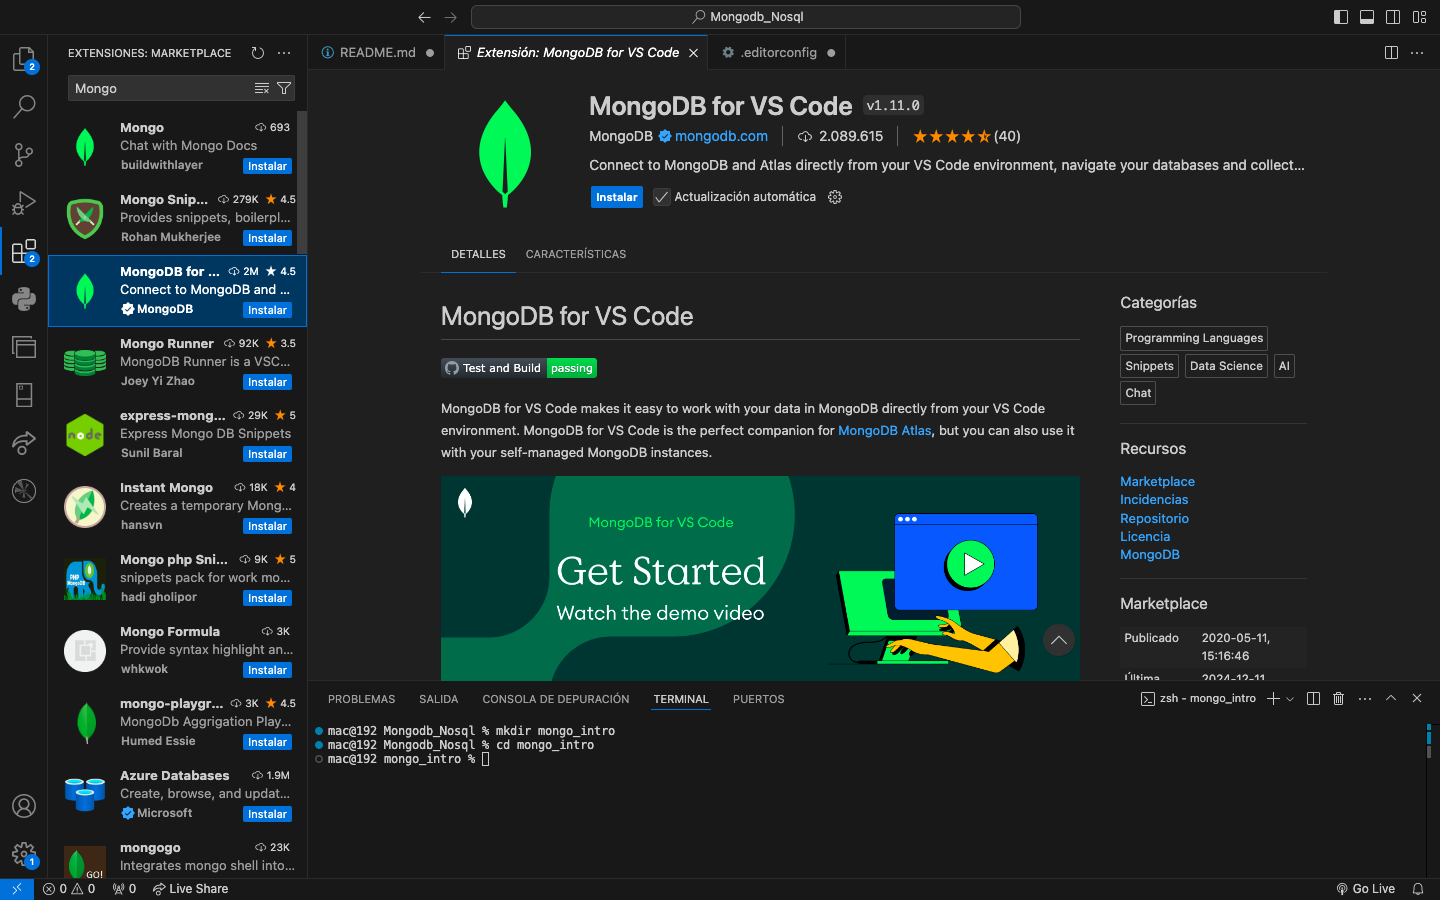 Mongodb_Nosql
EXTENSIONES: MARKETPLACE
Mongo
Mongo 693
Chat with Mongo Docs
buildwithlayer Instalar
Mongo Snip... 279K 4.5
Provides snippets, boilerpl...
Rohan Mukherjee Instalar
MongoDB for ... 2M 4.5
Connect to MongoDB and ...
MongoDB Instalar
Mongo Runner 92K 3.5
MongoDB Runner is a VSC...
Joey Yi Zhao Instalar
express-mong... 29K 5
Express Mongo DB Snippets
Sunil Baral Instalar
node
Instant Mongo 18K 4
Creates a temporary Mong...
hansvn Instalar
Mongo php Sni... 9K 5
snippets pack for work mo...
hadi gholipor Instalar
PHP
MongoDB
Mongo Formula 3K
Provide syntax highlight an...
whkwok Instalar
mongo-playgr... 3K 4.5
MongoDb Aggrigation Play...
Humed Essie Instalar
Azure Databases 1.9M
Create, browse, and updat...
Microsoft Instalar
mongogo 23K
Integrates mongo shell into...
GO!
2
2
1
README.md
Extensión: MongoDB for VS Code
.editorconfig
MongoDB for VS Code v1.11.0
MongoDB mongodb.com 2.089.615 (40)
Connect to MongoDB and Atlas directly from your VS Code environment, navigate your databases and collect...
Instalar Actualización automática
DETALLES CARACTERÍSTICAS
MongoDB for VS Code
Test and Build passing
MongoDB for VS Code makes it easy to work with your data in MongoDB directly from your VS Code
environment. MongoDB for VS Code is the perfect companion for MongoDB Atlas, but you can also use it
with your self-managed MongoDB instances.
MongoDB for VS Code
Get Started
Watch the demo video
Categorías
Programming Languages
Snippets Data Science AI
Chat
Recursos
Marketplace
Incidencias
Repositorio
Licencia
MongoDB
Marketplace
Publicado 2020-05-11,
15:16:46
Última 2024-12-11
PROBLEMAS SALIDA CONSOLA DE DEPURACIÓN TERMINAL PUERTOS
zsh - mongo_intro
mac@192 Mongodb_Nosql % mkdir mongo_intro
mac@192 Mongodb_Nosql % cd mongo_intro
mac@192 mongo_intro %
0 0 0 Live Share
Go Live